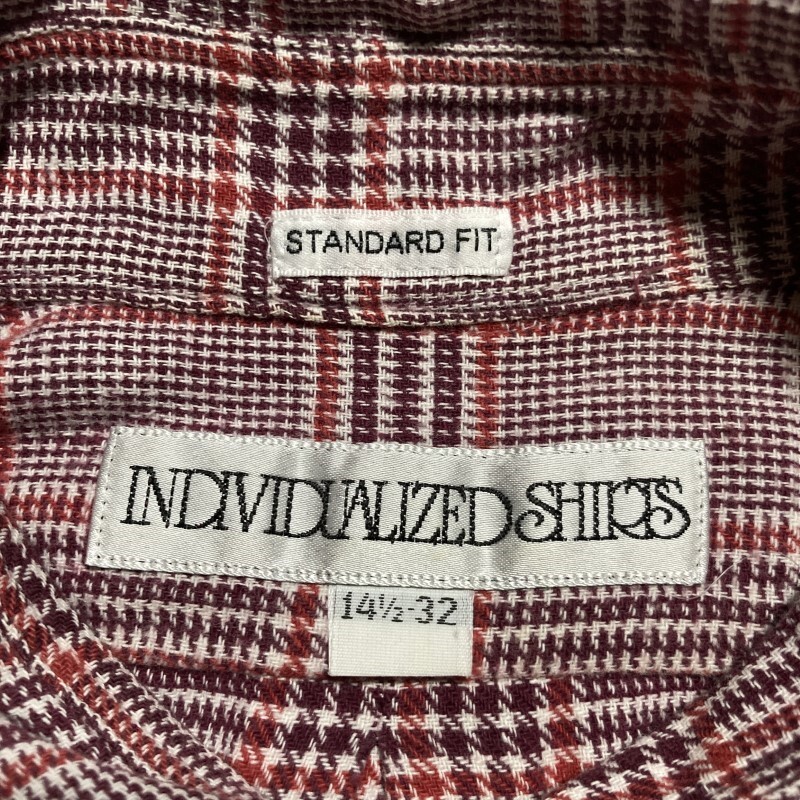 STANDARD FIT
INDIVIDUALIZED SHIRTS
14½-32